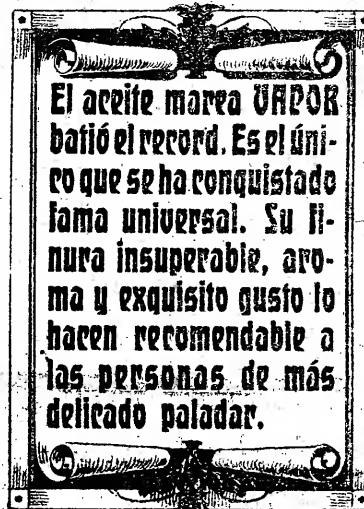 El aceite marca VAPOR
batió el record. Es el úni-
co que se ha conquistado
fama universal. Su fi-
nura insuperable, aro-
ma y exquisito gusto lo
hacen recomendable a
las personas de más
delicado paladar.